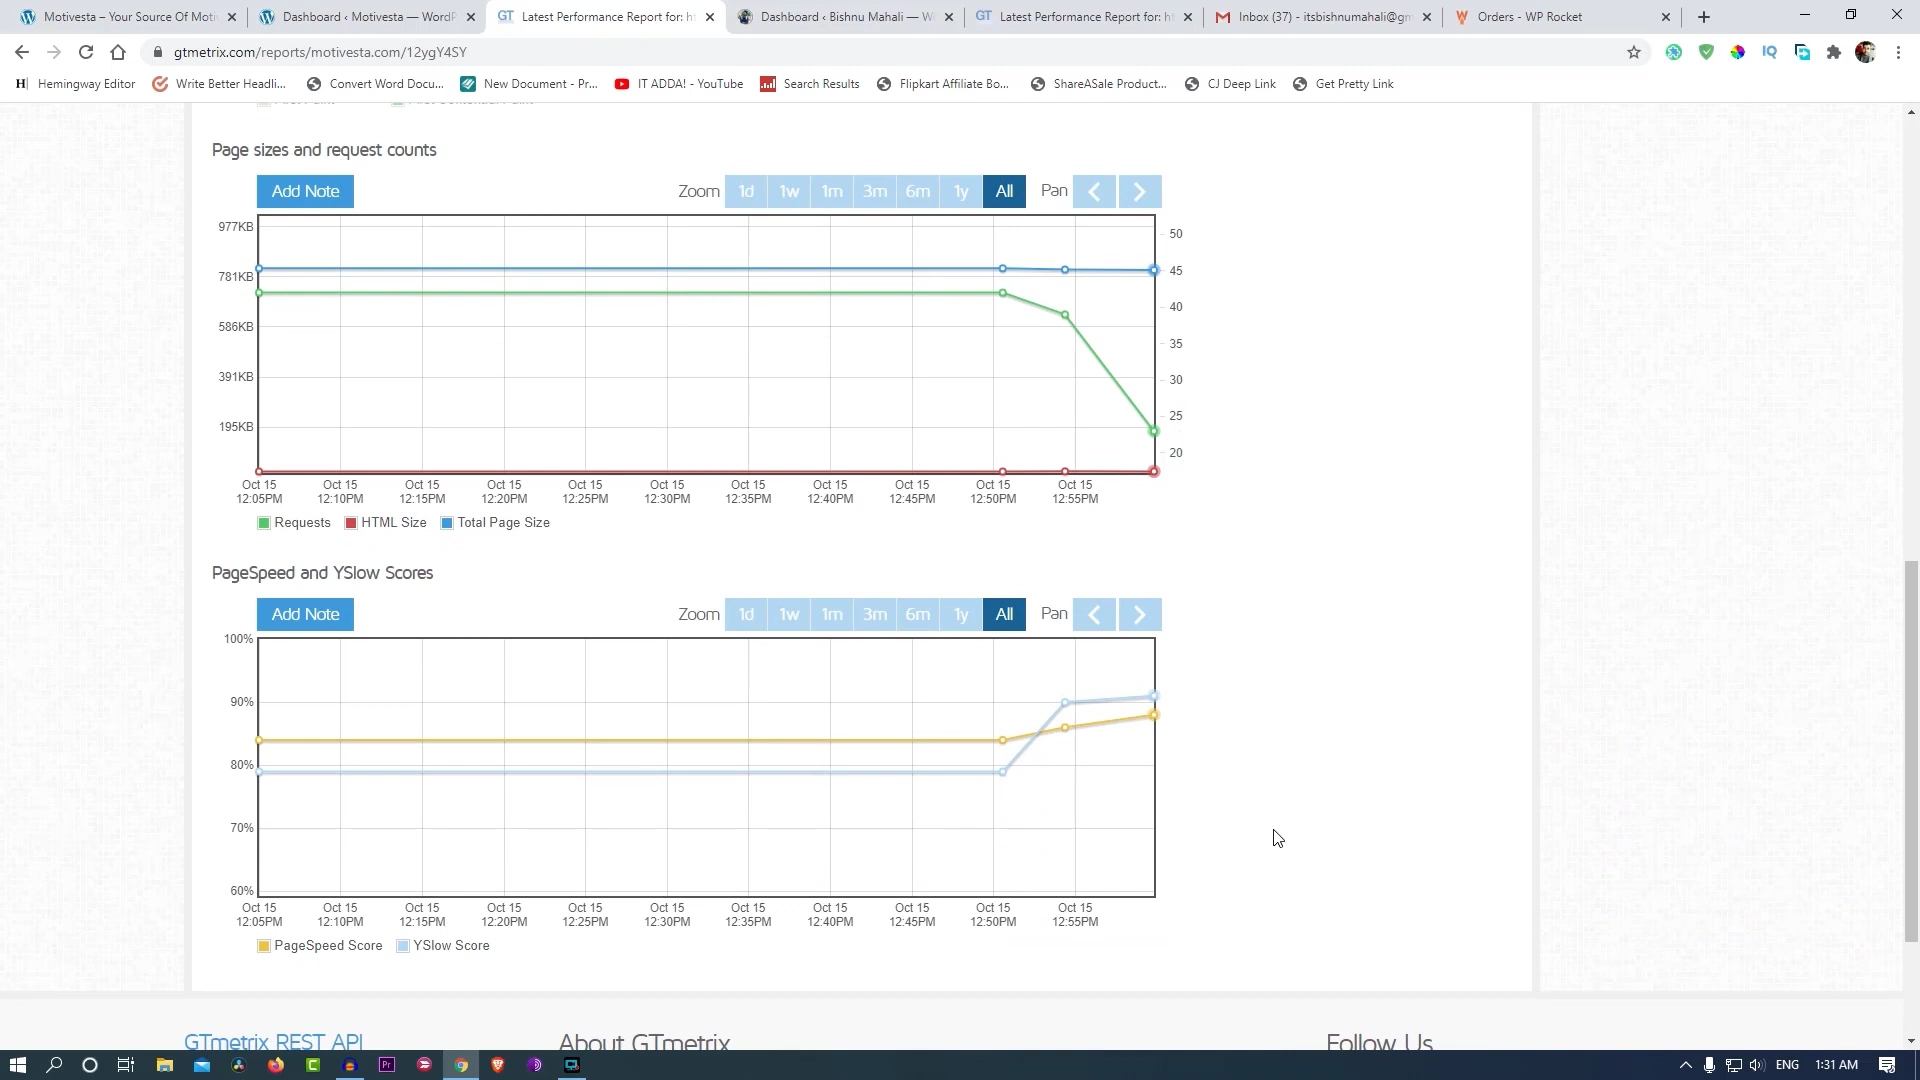 Motivesta – Your Source Of Moti
Dashboard ‹ Motivesta — WordP
GT Latest Performance Report for: ht
Dashboard ‹ Bishnu Mahali — W
GT Latest Performance Report for: ht
Inbox (37) - itsbishnumahali@gm
Orders - WP Rocket
gtmetrix.com/reports/motivesta.com/12ygY4SY
Hemingway Editor
Write Better Headli...
Convert Word Docu...
New Document - Pr...
IT ADDA! - YouTube
Search Results
Flipkart Affiliate Bo...
ShareASale Product...
CJ Deep Link
Get Pretty Link
Page sizes and request counts
Add Note
Zoom 1d 1w 1m 3m 6m 1y All Pan
977KB
781KB
586KB
391KB
195KB
50
45
40
35
30
25
20
Oct 15 Oct 15 Oct 15 Oct 15 Oct 15 Oct 15 Oct 15 Oct 15 Oct 15 Oct 15 Oct 15
12:05PM 12:10PM 12:15PM 12:20PM 12:25PM 12:30PM 12:35PM 12:40PM 12:45PM 12:50PM 12:55PM
Requests HTML Size Total Page Size
PageSpeed and YSlow Scores
Add Note
Zoom 1d 1w 1m 3m 6m 1y All Pan
100%
90%
80%
70%
60%
Oct 15 Oct 15 Oct 15 Oct 15 Oct 15 Oct 15 Oct 15 Oct 15 Oct 15 Oct 15 Oct 15
12:05PM 12:10PM 12:15PM 12:20PM 12:25PM 12:30PM 12:35PM 12:40PM 12:45PM 12:50PM 12:55PM
PageSpeed Score YSlow Score
GTmetrix REST API
About GTmetrix
Follow Us
ENG
1:31 AM